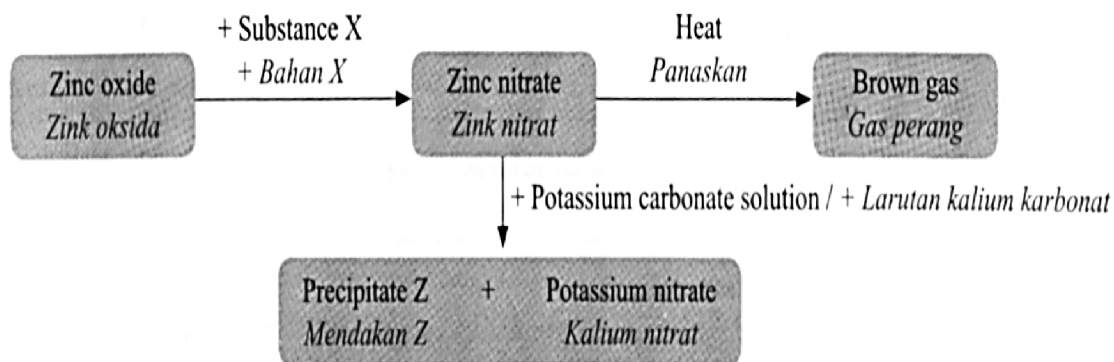 + Substance X
+ Bahan X
Heat
Panaskan
Zinc oxide
Zink oksida
Zinc nitrate
Zink nitrat
Brown gas
Gas perang
+ Potassium carbonate solution / + Larutan kalium karbonat
Precipitate Z + Potassium nitrate
Mendakan Z Kalium nitrat